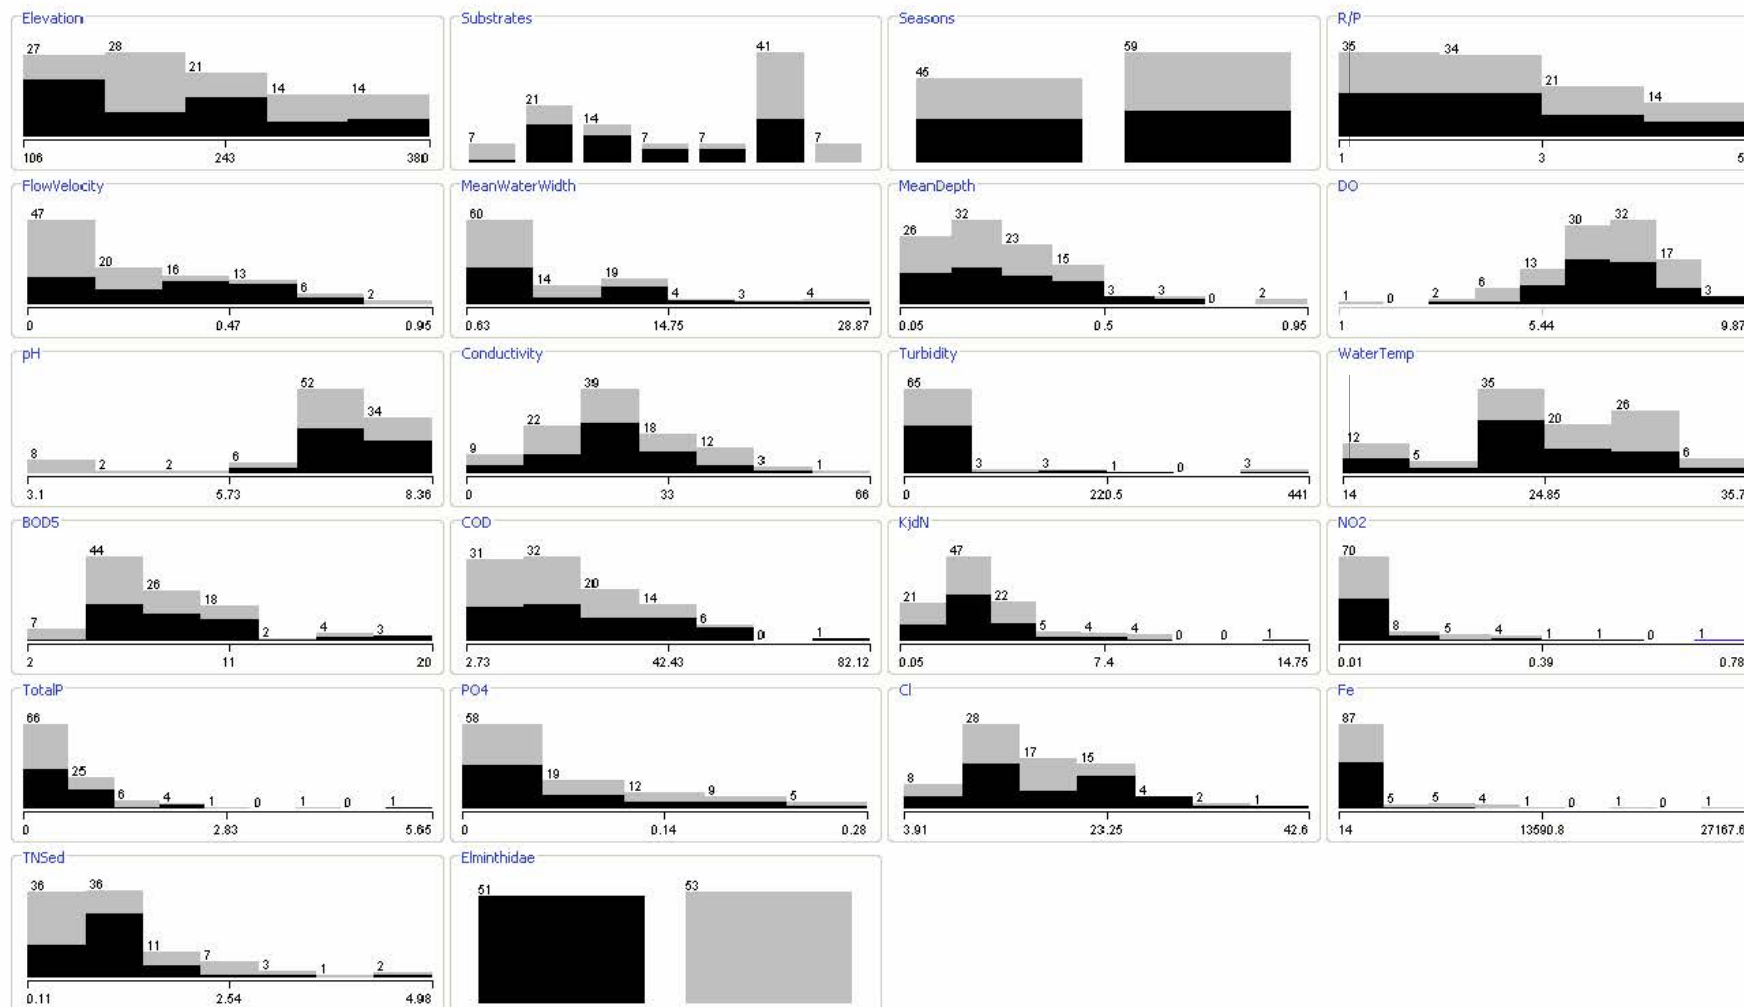 Elevation
27 28 21 14 14
106 243 380
Substrates
7 21 14 7 7 41 7
Seasons
45 59
R/P
35 34 21 14
1 3 5
FlowVelocity
47 20 16 13 6 2
0 0.47 0.95
MeanWaterWidth
60 14 19 4 3 4
0.63 14.75 28.87
MeanDepth
26 32 23 15 3 3 0 2
0.05 0.5 0.95
DO
1 0 2 6 13 30 32 17 3
1 5.44 9.87
pH
8 2 2 6 52 34
3.1 5.73 8.36
Conductivity
9 22 39 18 12 3 1
0 33 66
Turbidity
65 3 3 1 0 3
0 220.5 441
WaterTemp
12 5 35 20 26 6
14 24.85 35.7
BOD5
7 44 26 18 2 4 3
2 11 20
COD
31 32 20 14 6 0 1
2.73 42.43 82.12
KjdN
21 47 22 5 4 4 0 0 1
0.05 7.4 14.75
NO2
70 8 5 4 1 1 0 1
0.01 0.39 0.78
TotalP
66 25 6 4 1 0 1 0 1
0 2.83 5.65
PO4
58 19 12 9 5
0 0.14 0.28
Cl
8 28 17 15 4 2 1
3.91 23.25 42.6
Fe
87 5 5 4 1 0 1 0 1
14 13590.8 27167.6
TNSed
36 36 11 7 3 1 2
0.11 2.54 4.98
Elminthidae
51 53